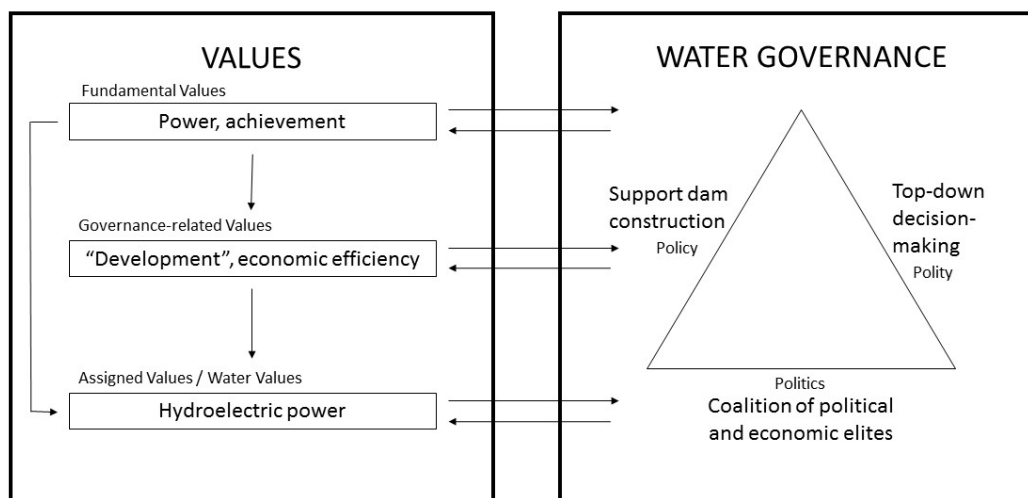 VALUES
Fundamental Values
Power, achievement
Governance-related Values
“Development”, economic efficiency
Assigned Values / Water Values
Hydroelectric power
WATER GOVERNANCE
Support dam
construction
Policy
Top-down
decision-
making
Polity
Politics
Coalition of political
and economic elites